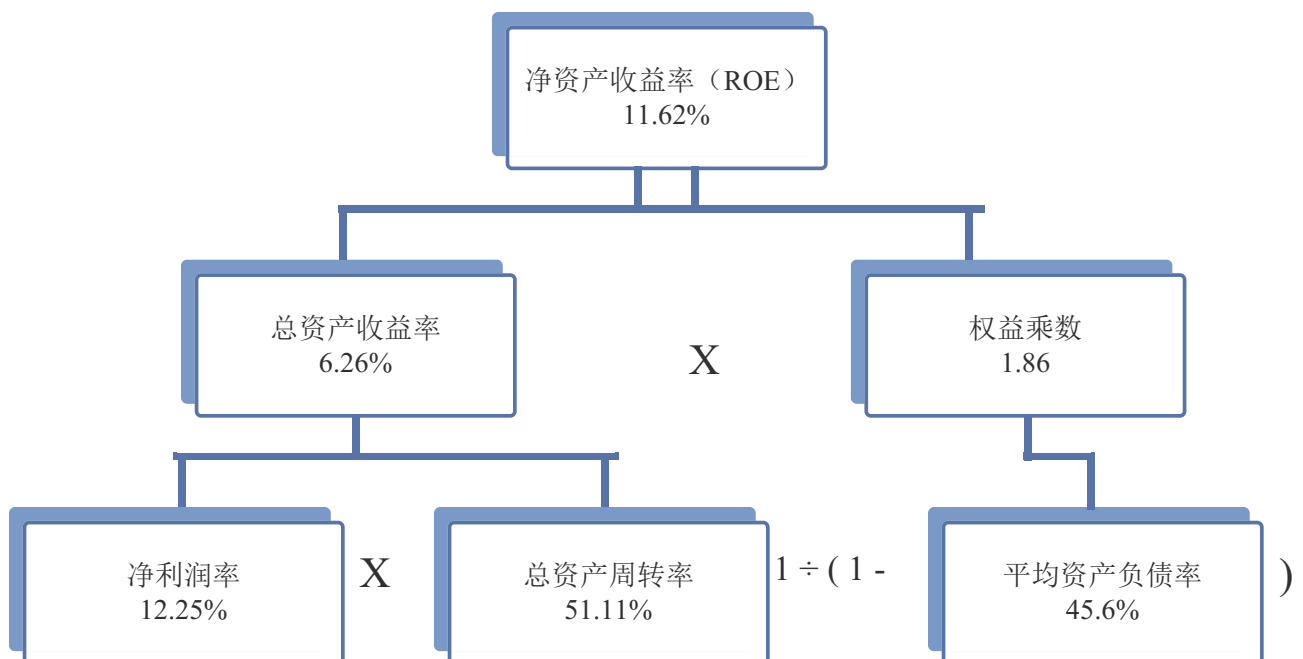 净资产收益率（ROE）
11.62%
总资产收益率
6.26%
X
权益乘数
1.86
净利润率
12.25%
X
总资产周转率
51.11%
1 ÷ ( 1 -
平均资产负债率
45.6%
)